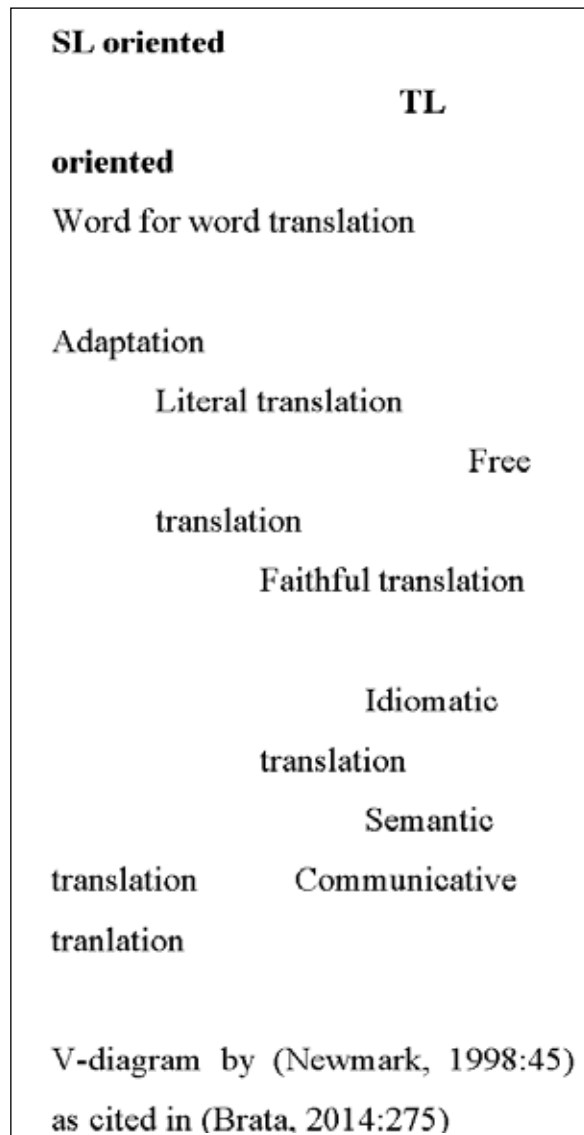 SL oriented
TL
oriented
Word for word translation
Adaptation
Literal translation
Free
translation
Faithful translation
Idiomatic
translation
Semantic
translation Communicative
tranlation
V-diagram by (Newmark, 1998:45)
as cited in (Brata, 2014:275)